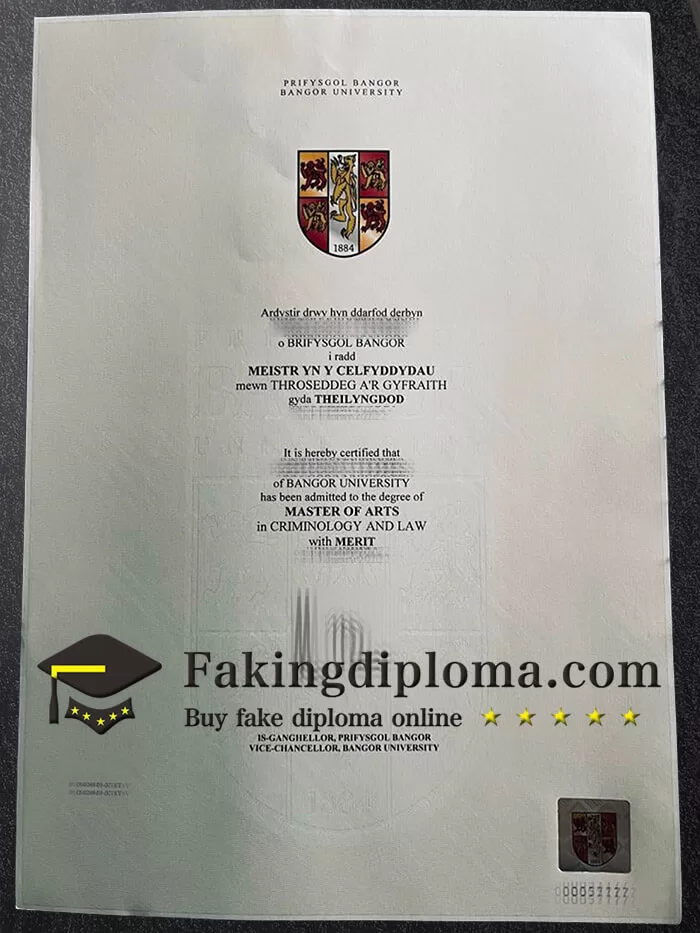 PRIFYSGOL BANGOR
BANGOR UNIVERSITY
1884
Ardystir drwy hyn ddarfod derbyn
o BRIFYSGOL BANGOR
i radd
MEISTR YN Y CELFYDDYDAU
mewn THROSEDDEG A'R GYFRAITH
gyda THEILYNGDOD
It is hereby certified that
of BANGOR UNIVERSITY
has been admitted to the degree of
MASTER OF ARTS
in CRIMINOLOGY AND LAW
with MERIT
Fakingdiploma.com
Buy fake diploma online
IS-GANGHELLOR, PRIFYSGOL BANGOR
VICE-CHANCELLOR, BANGOR UNIVERSITY
1884